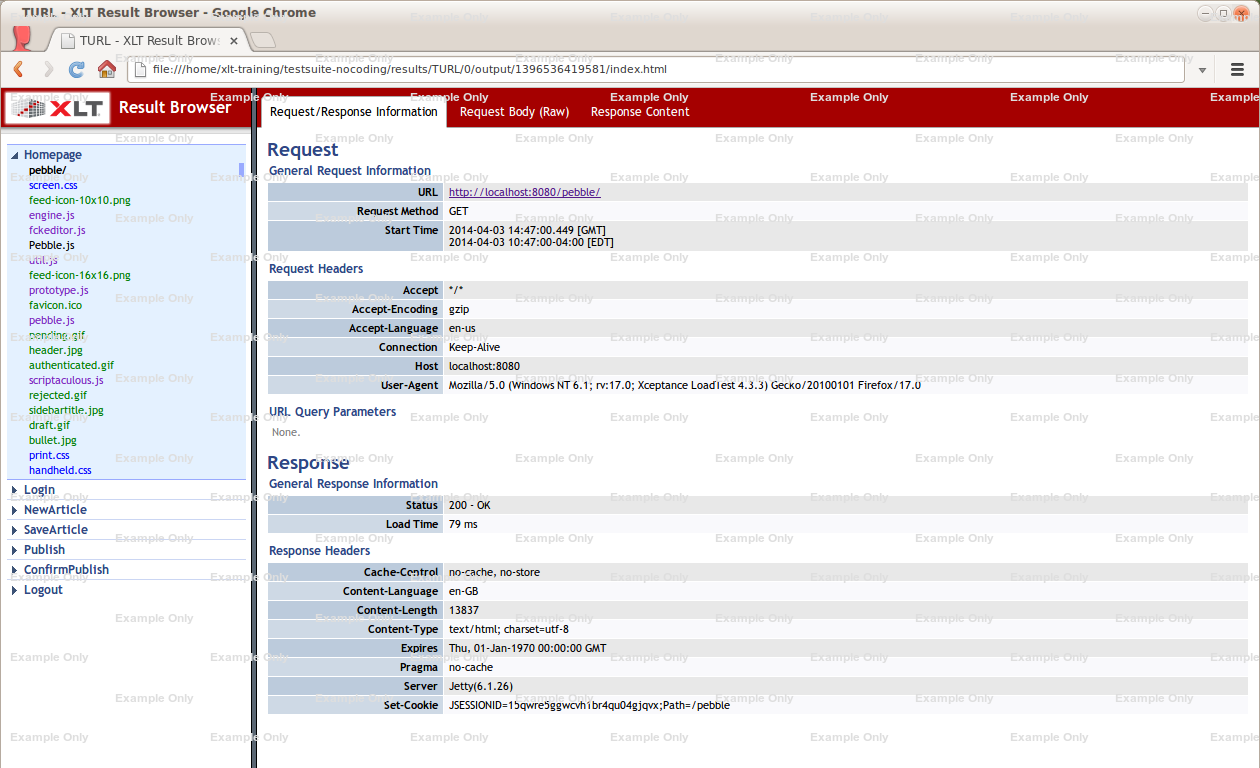 TURL - XLT Result Browser - Google Chrome
TURL - XLT Result Brows
file:///home/xlt-training/testsuite-nocoding/results/TURL/0/output/1396536419581/index.html
XLT Result Browser
Request/Response Information Request Body (Raw) Response Content
Homepage
pebble/
screen.css
feed-icon-10x10.png
engine.js
fckeditor.js
Pebble.js
util.js
feed-icon-16x16.png
prototype.js
favicon.ico
pebble.js
pending.gif
header.jpg
authenticated.gif
scriptaculous.js
rejected.gif
sidebartitle.jpg
draft.gif
bullet.jpg
print.css
handheld.css
Login
NewArticle
SaveArticle
Publish
ConfirmPublish
Logout
Request
General Request Information
URL http://localhost:8080/pebble/
Request Method GET
Start Time 2014-04-03 14:47:00.449 [GMT]
2014-04-03 10:47:00-04:00 [EDT]
Request Headers
Accept */*
Accept-Encoding gzip
Accept-Language en-us
Connection Keep-Alive
Host localhost:8080
User-Agent Mozilla/5.0 (Windows NT 6.1; rv:17.0; Xceptance LoadTest 4.3.3) Gecko/20100101 Firefox/17.0
URL Query Parameters
None.
Response
General Response Information
Status 200 - OK
Load Time 79 ms
Response Headers
Cache-Control no-cache, no-store
Content-Language en-GB
Content-Length 13837
Content-Type text/html; charset=utf-8
Expires Thu, 01-Jan-1970 00:00:00 GMT
Pragma no-cache
Server Jetty(6.1.26)
Set-Cookie JSESSIONID=15qwre5ggwcvh1br4qu04gjqvx;Path=/pebble
Example Only